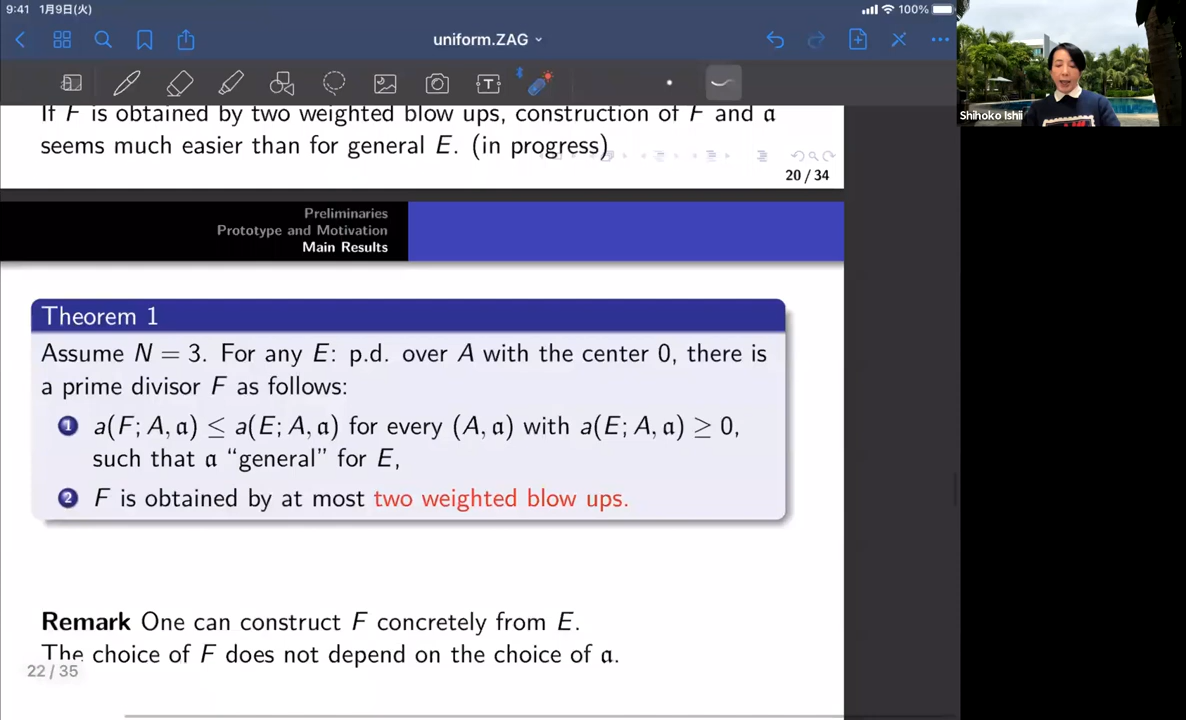 9:41 1月9日(火)
100%
uniform.ZAG
T
If F is obtained by two weighted blow ups, construction of F and 𝔞
seems much easier than for general E. (in progress)
20 / 34
Preliminaries
Prototype and Motivation
Main Results
Theorem 1
Assume N = 3. For any E: p.d. over A with the center 0, there is
a prime divisor F as follows:
1 a(F; A, 𝔞) ≤ a(E; A, 𝔞) for every (A, 𝔞) with a(E; A, 𝔞) ≥ 0,
such that 𝔞 “general” for E,
2 F is obtained by at most two weighted blow ups.
Remark One can construct F concretely from E.
The choice of F does not depend on the choice of 𝔞.
22 / 35
Shihoko Ishii